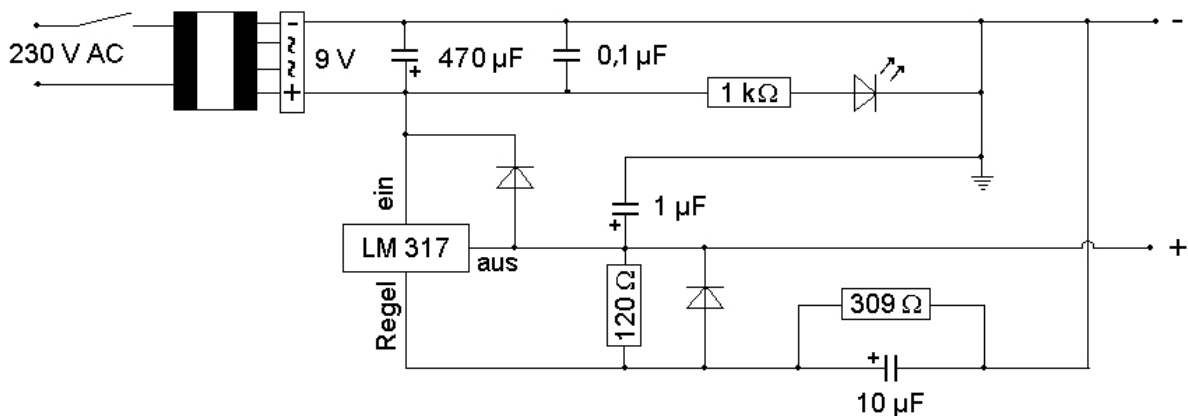 -
230 V AC
- ~ ~ +
9 V
+ 470 µF
0,1 µF
1 kΩ
ein
+ 1 µF
LM 317
aus
+
Regel
120 Ω
309 Ω
+
10 µF